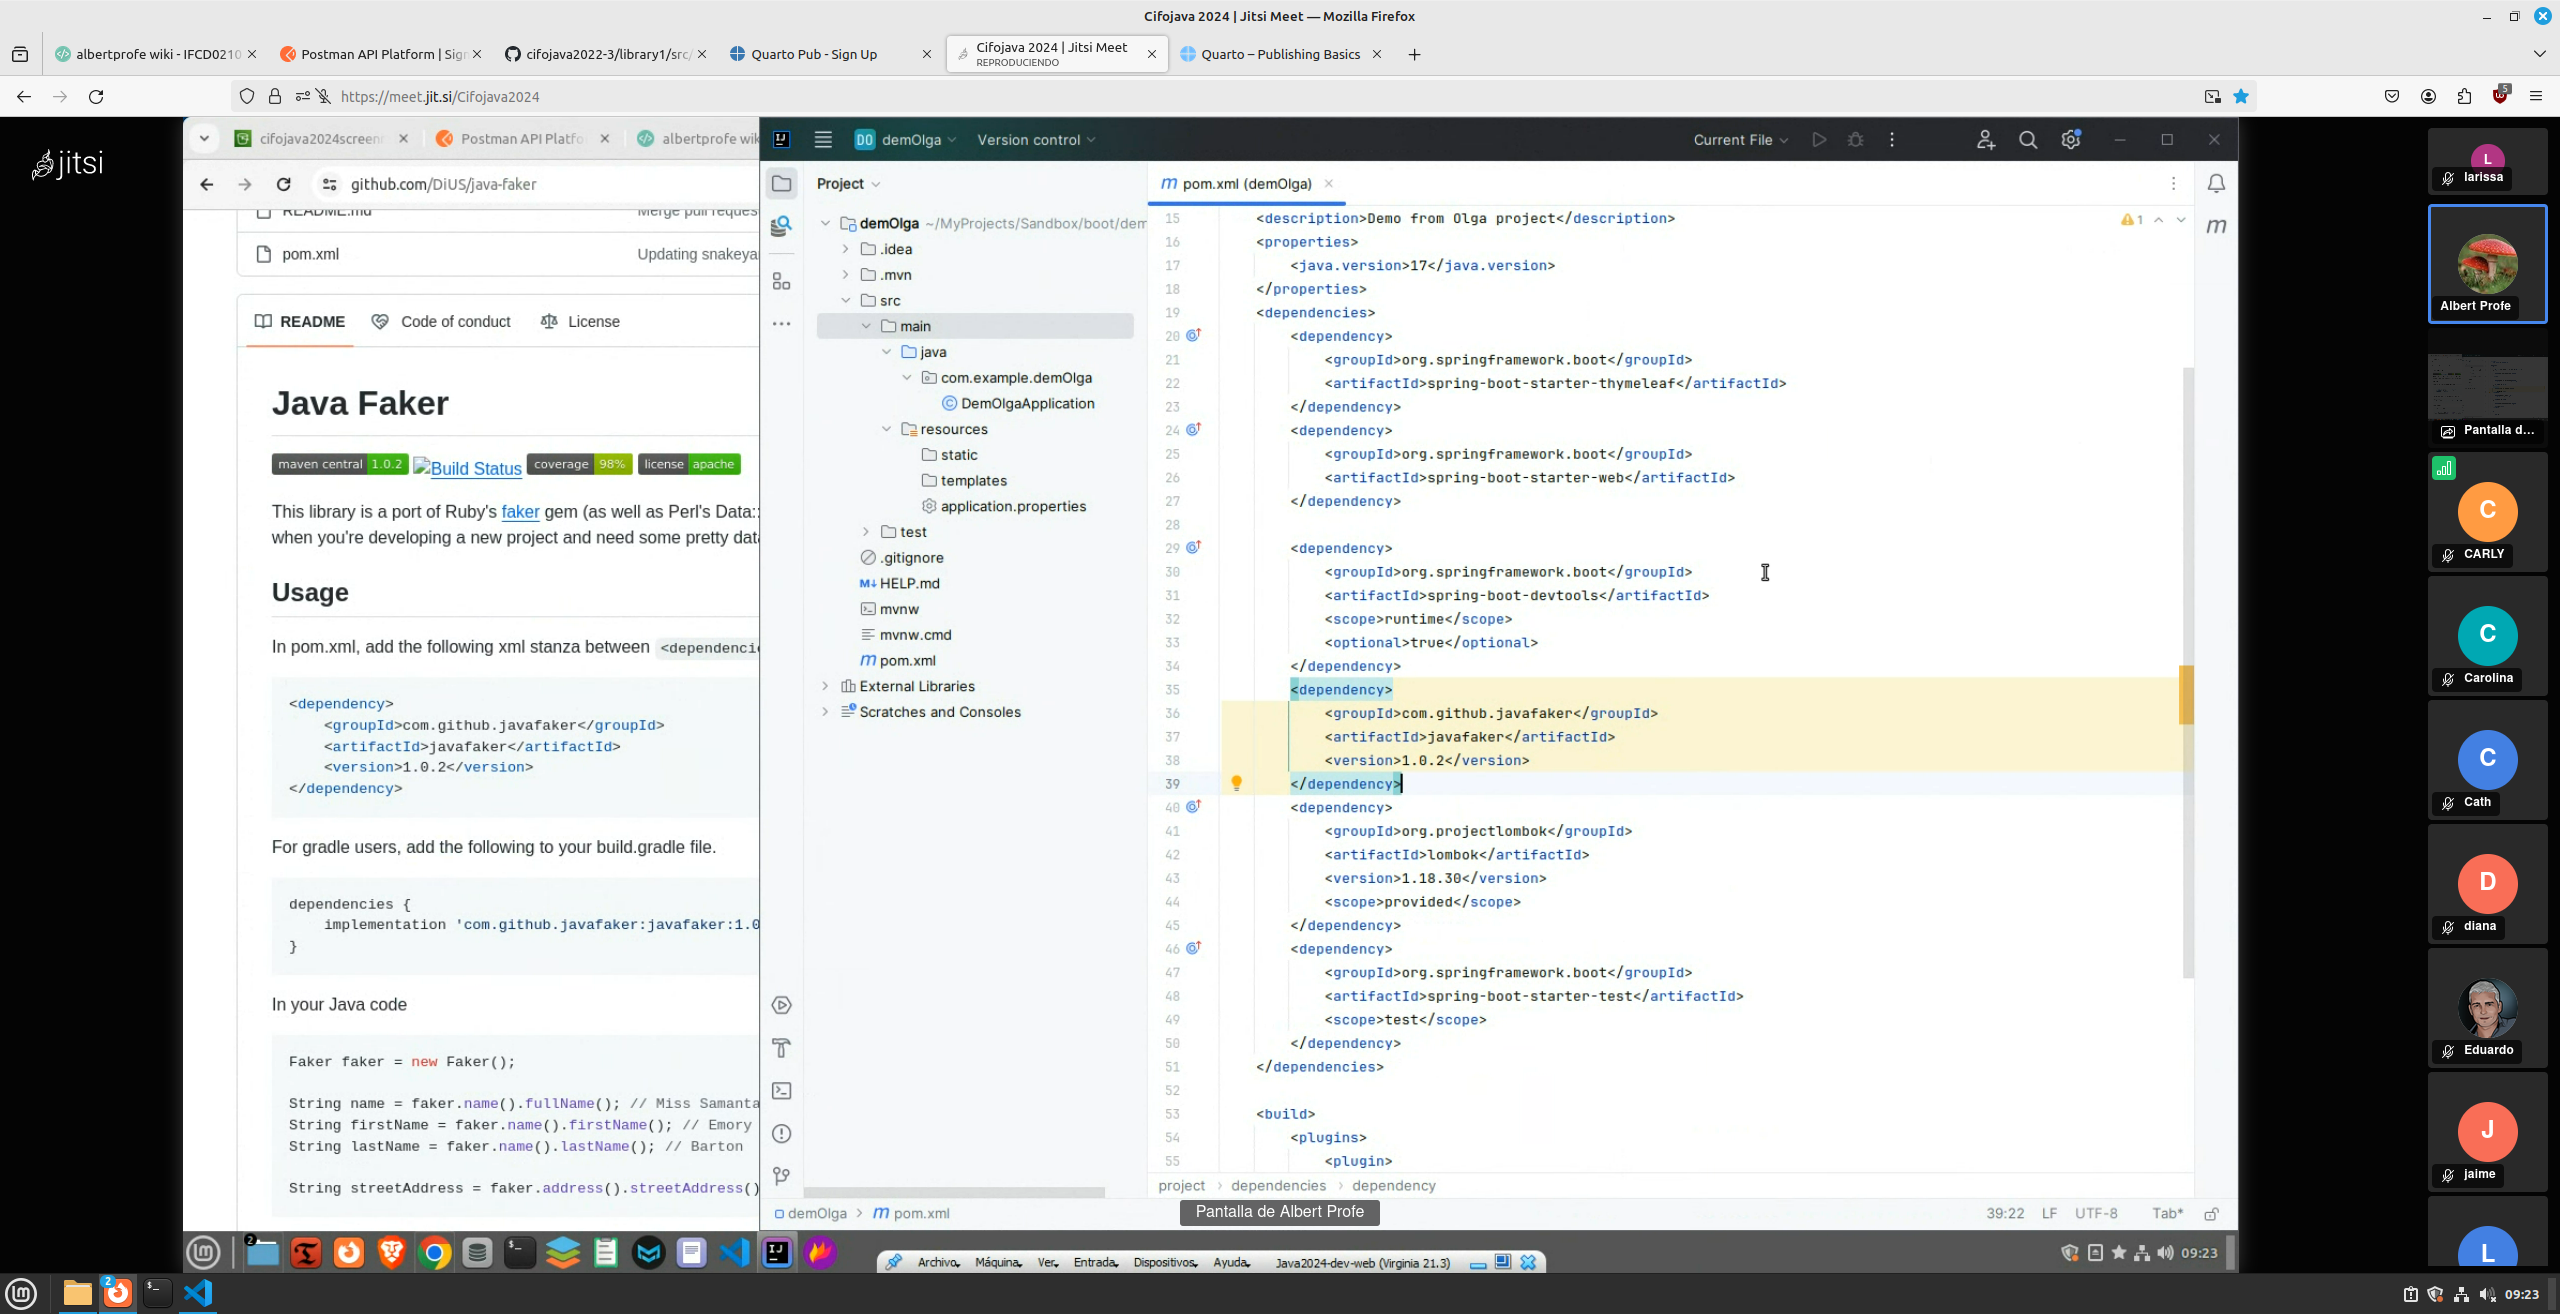 Cifojava 2024 | Jitsi Meet — Mozilla Firefox
albertprofe wiki - IFCD0210
Postman API Platform | Sig
cifojava2022-3/library1/src/
Quarto Pub - Sign Up
Cifojava 2024 | Jitsi Meet
REPRODUCIENDO
Quarto – Publishing Basics
https://meet.jit.si/Cifojava2024
5
jitsi
cifojava2024screen
Postman API Platfo
albertprofe wik
github.com/DiUS/java-faker
README.md
Merge pull reques
pom.xml
Updating snakeya
README
Code of conduct
License
Java Faker
maven central 1.0.2
Build Status
coverage 98%
license apache
This library is a port of Ruby's faker gem (as well as Perl's Data::
when you're developing a new project and need some pretty data
Usage
In pom.xml, add the following xml stanza between <dependencie
<dependency>
<groupId>com.github.javafaker</groupId>
<artifactId>javafaker</artifactId>
<version>1.0.2</version>
</dependency>
For gradle users, add the following to your build.gradle file.
dependencies {
implementation 'com.github.javafaker:javafaker:1.0
}
In your Java code
Faker faker = new Faker();
String name = faker.name().fullName(); // Miss Samanta
String firstName = faker.name().firstName(); // Emory
String lastName = faker.name().lastName(); // Barton
String streetAddress = faker.address().streetAddress()
IJ
DO demOlga
Version control
Current File
Project
demOlga ~/MyProjects/Sandbox/boot/dem
.idea
.mvn
src
main
java
com.example.demOlga
DemOlgaApplication
resources
static
templates
application.properties
test
.gitignore
M↓ HELP.md
mvnw
mvnw.cmd
m pom.xml
External Libraries
Scratches and Consoles
m pom.xml (demOlga)
1
m
15 <description>Demo from Olga project</description>
16 <properties>
17 <java.version>17</java.version>
18 </properties>
19 <dependencies>
20 <dependency>
21 <groupId>org.springframework.boot</groupId>
22 <artifactId>spring-boot-starter-thymeleaf</artifactId>
23 </dependency>
24 <dependency>
25 <groupId>org.springframework.boot</groupId>
26 <artifactId>spring-boot-starter-web</artifactId>
27 </dependency>
28
29 <dependency>
30 <groupId>org.springframework.boot</groupId>
31 <artifactId>spring-boot-devtools</artifactId>
32 <scope>runtime</scope>
33 <optional>true</optional>
34 </dependency>
35 <dependency>
36 <groupId>com.github.javafaker</groupId>
37 <artifactId>javafaker</artifactId>
38 <version>1.0.2</version>
39 </dependency>
40 <dependency>
41 <groupId>org.projectlombok</groupId>
42 <artifactId>lombok</artifactId>
43 <version>1.18.30</version>
44 <scope>provided</scope>
45 </dependency>
46 <dependency>
47 <groupId>org.springframework.boot</groupId>
48 <artifactId>spring-boot-starter-test</artifactId>
49 <scope>test</scope>
50 </dependency>
51 </dependencies>
52
53 <build>
54 <plugins>
55 <plugin>
project > dependencies > dependency
demOlga > m pom.xml
Pantalla de Albert Profe
39:22 LF UTF-8 Tab*
2
IJ
Archivo Máquina Ver Entrada Dispositivos Ayuda Java2024-dev-web (Virginia 21.3)
09:23
2
09:23
L
larissa
Albert Profe
Pantalla d...
C
CARLY
C
Carolina
C
Cath
D
diana
Eduardo
J
jaime
L